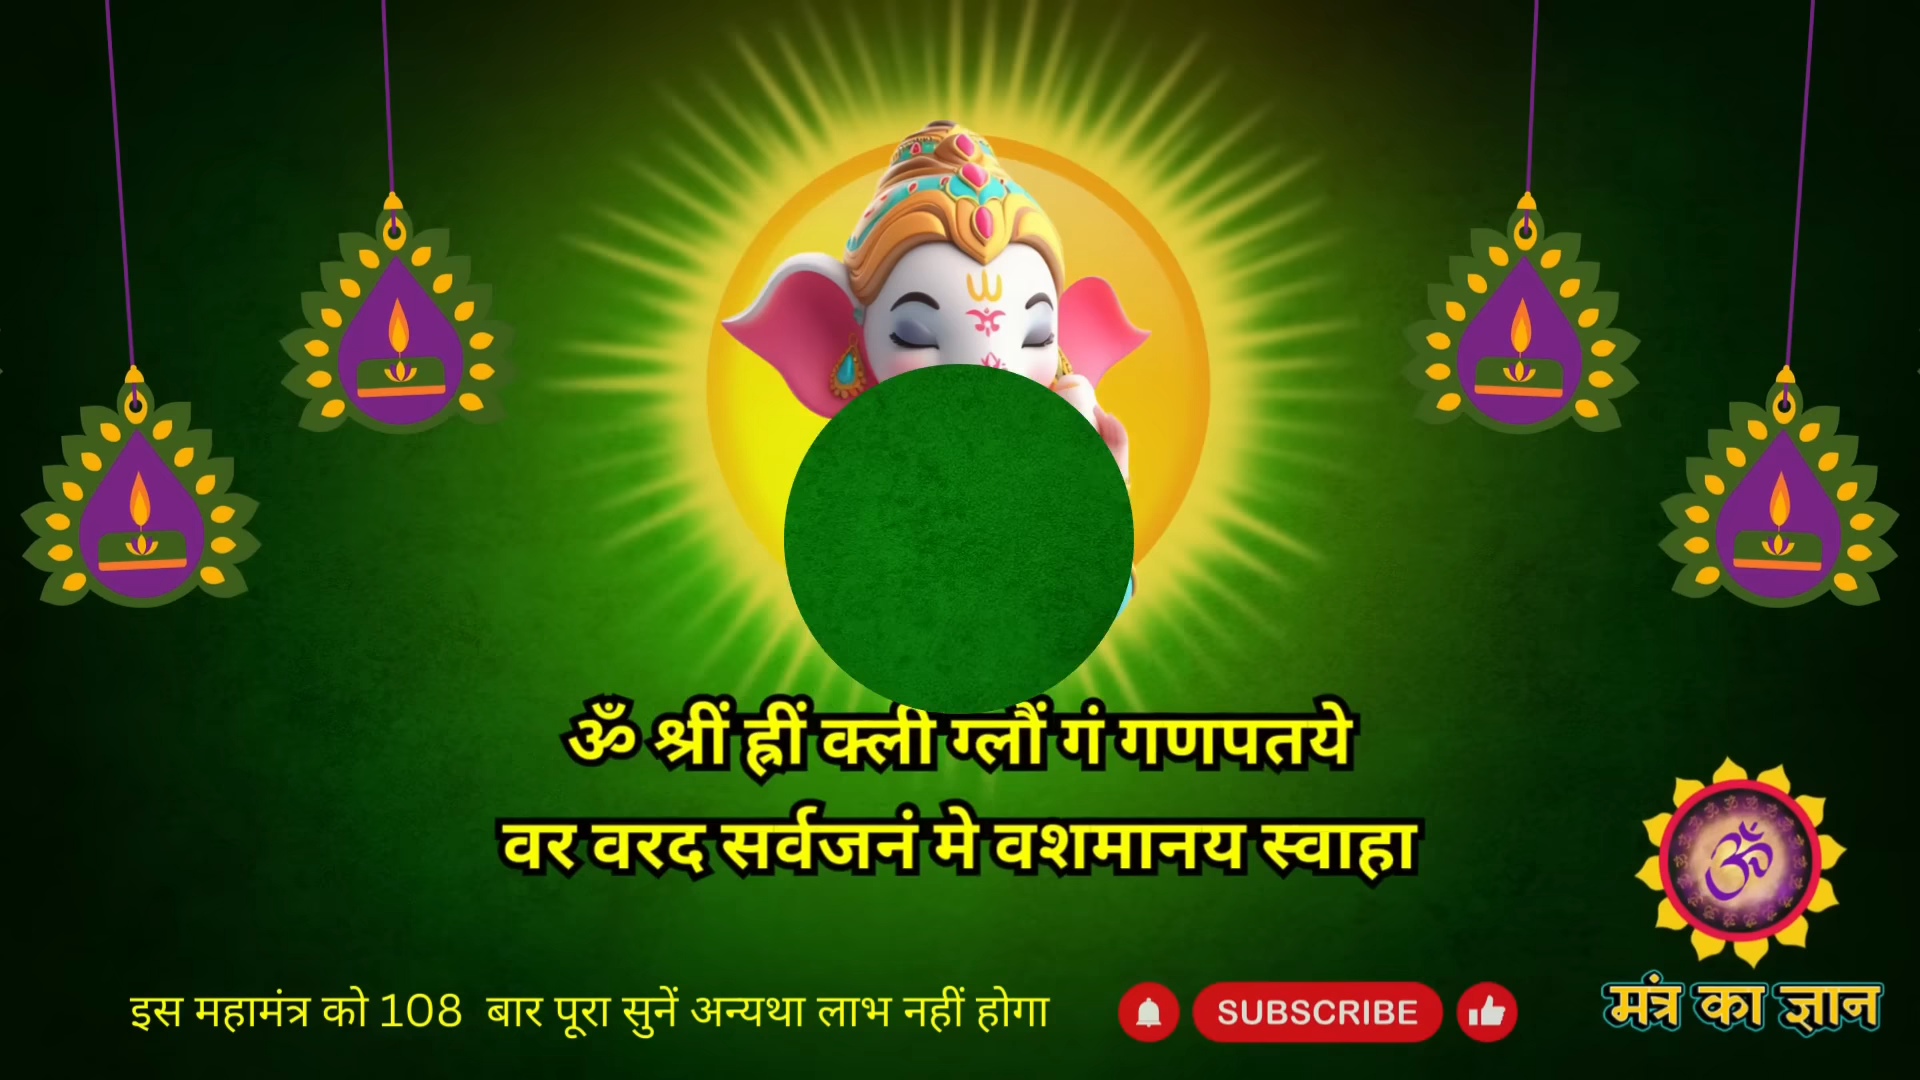 ॐ श्रीं ह्रीं क्लीं ग्लौं गं गणपतये
वर वरद सर्वजनं मे वशमानय स्वाहा
ॐ
इस महामंत्र को 108 बार पूरा सुनें अन्यथा लाभ नहीं होगा
SUBSCRIBE
मंत्र का ज्ञान